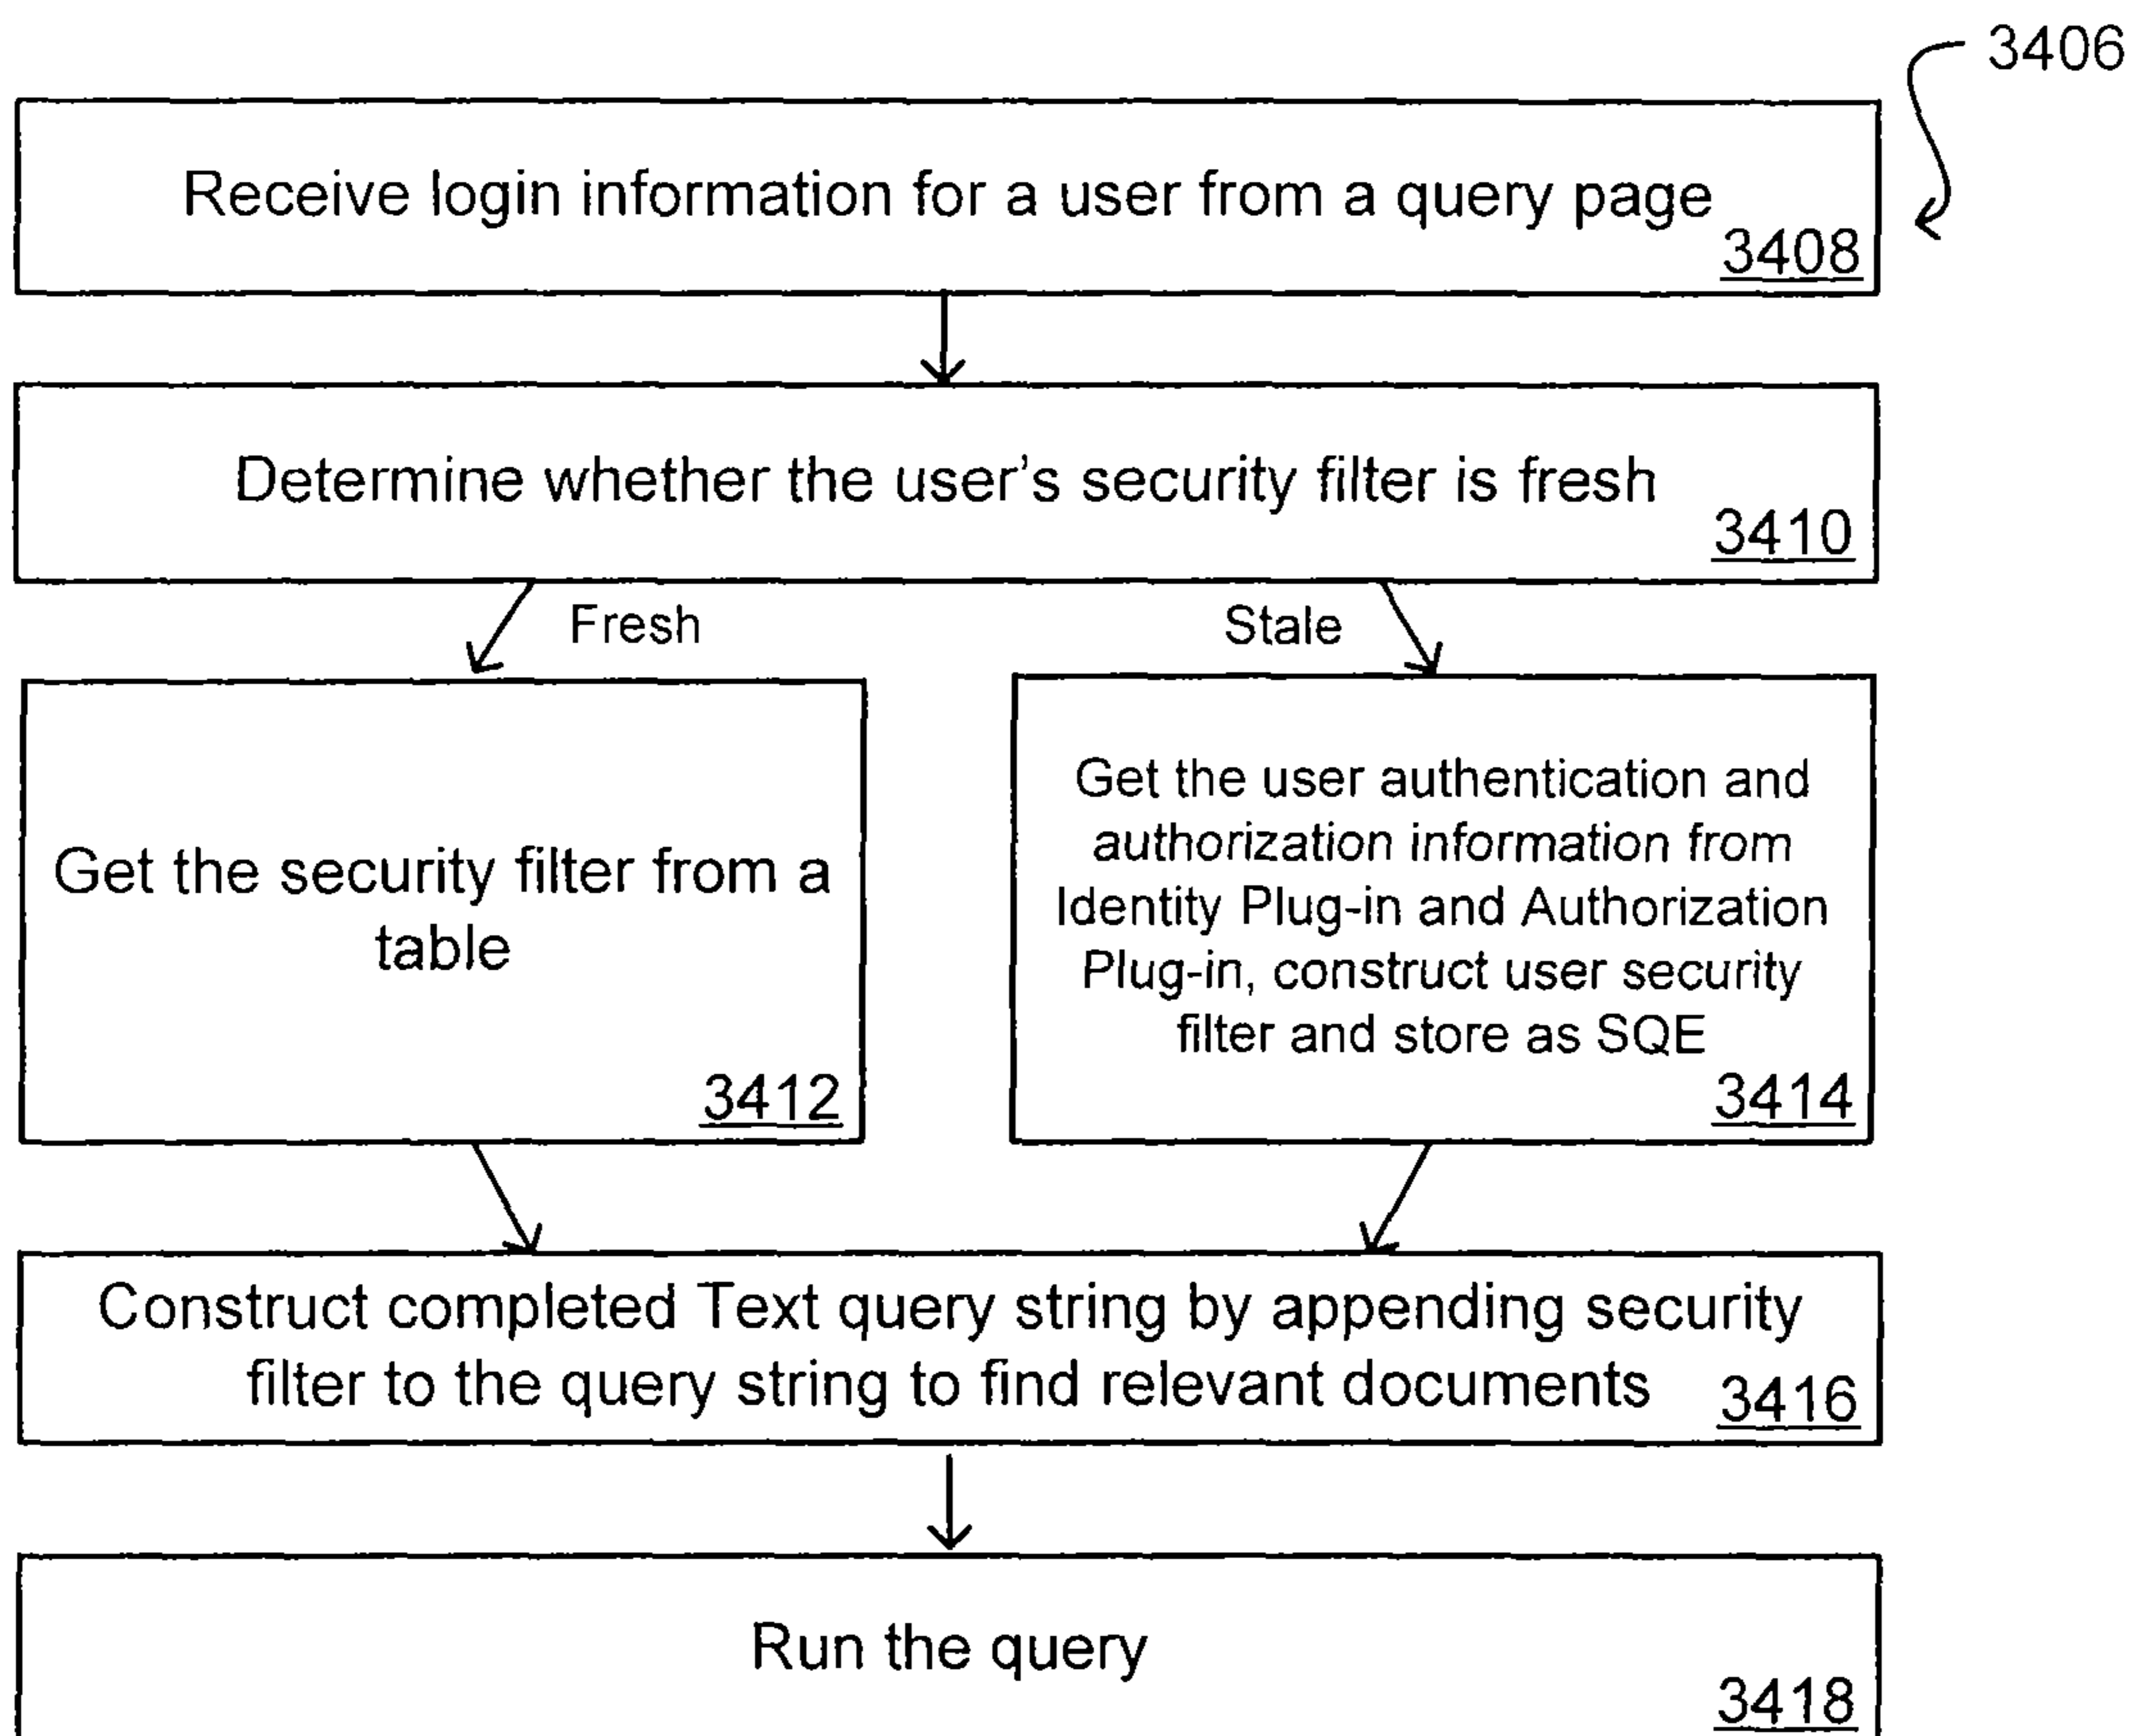 3406
Receive login information for a user from a query page
3408
Determine whether the user's security filter is fresh
3410
Fresh
Stale
Get the security filter from a
table
3412
Get the user authentication and
authorization information from
Identity Plug-in and Authorization
Plug-in, construct user security
filter and store as SQE
3414
Construct completed Text query string by appending security
filter to the query string to find relevant documents
3416
Run the query
3418